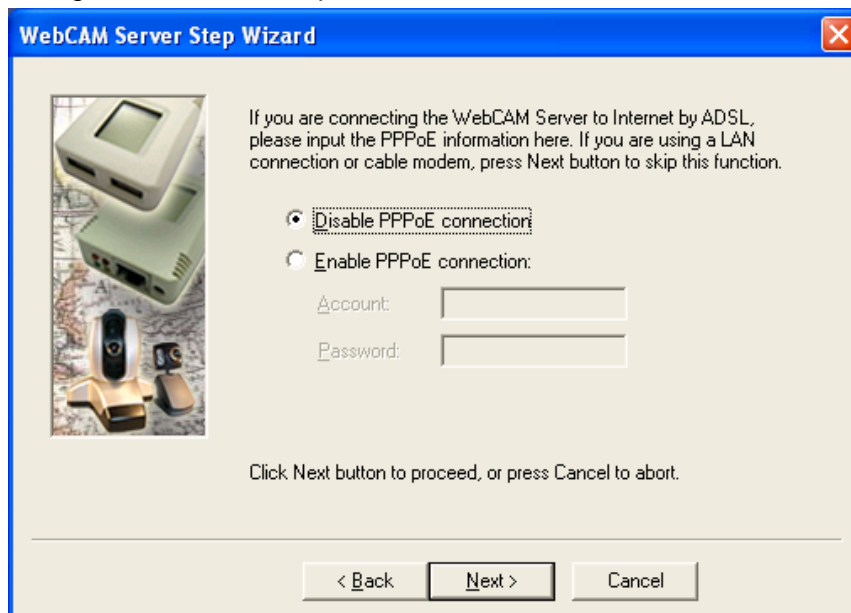 WebCAM Server Step Wizard
If you are connecting the WebCAM Server to Internet by ADSL,
please input the PPPoE information here. If you are using a LAN
connection or cable modem, press Next button to skip this function.
Disable PPPoE connection
Enable PPPoE connection:
Account:
Password:
Click Next button to proceed, or press Cancel to abort.
< Back
Next >
Cancel